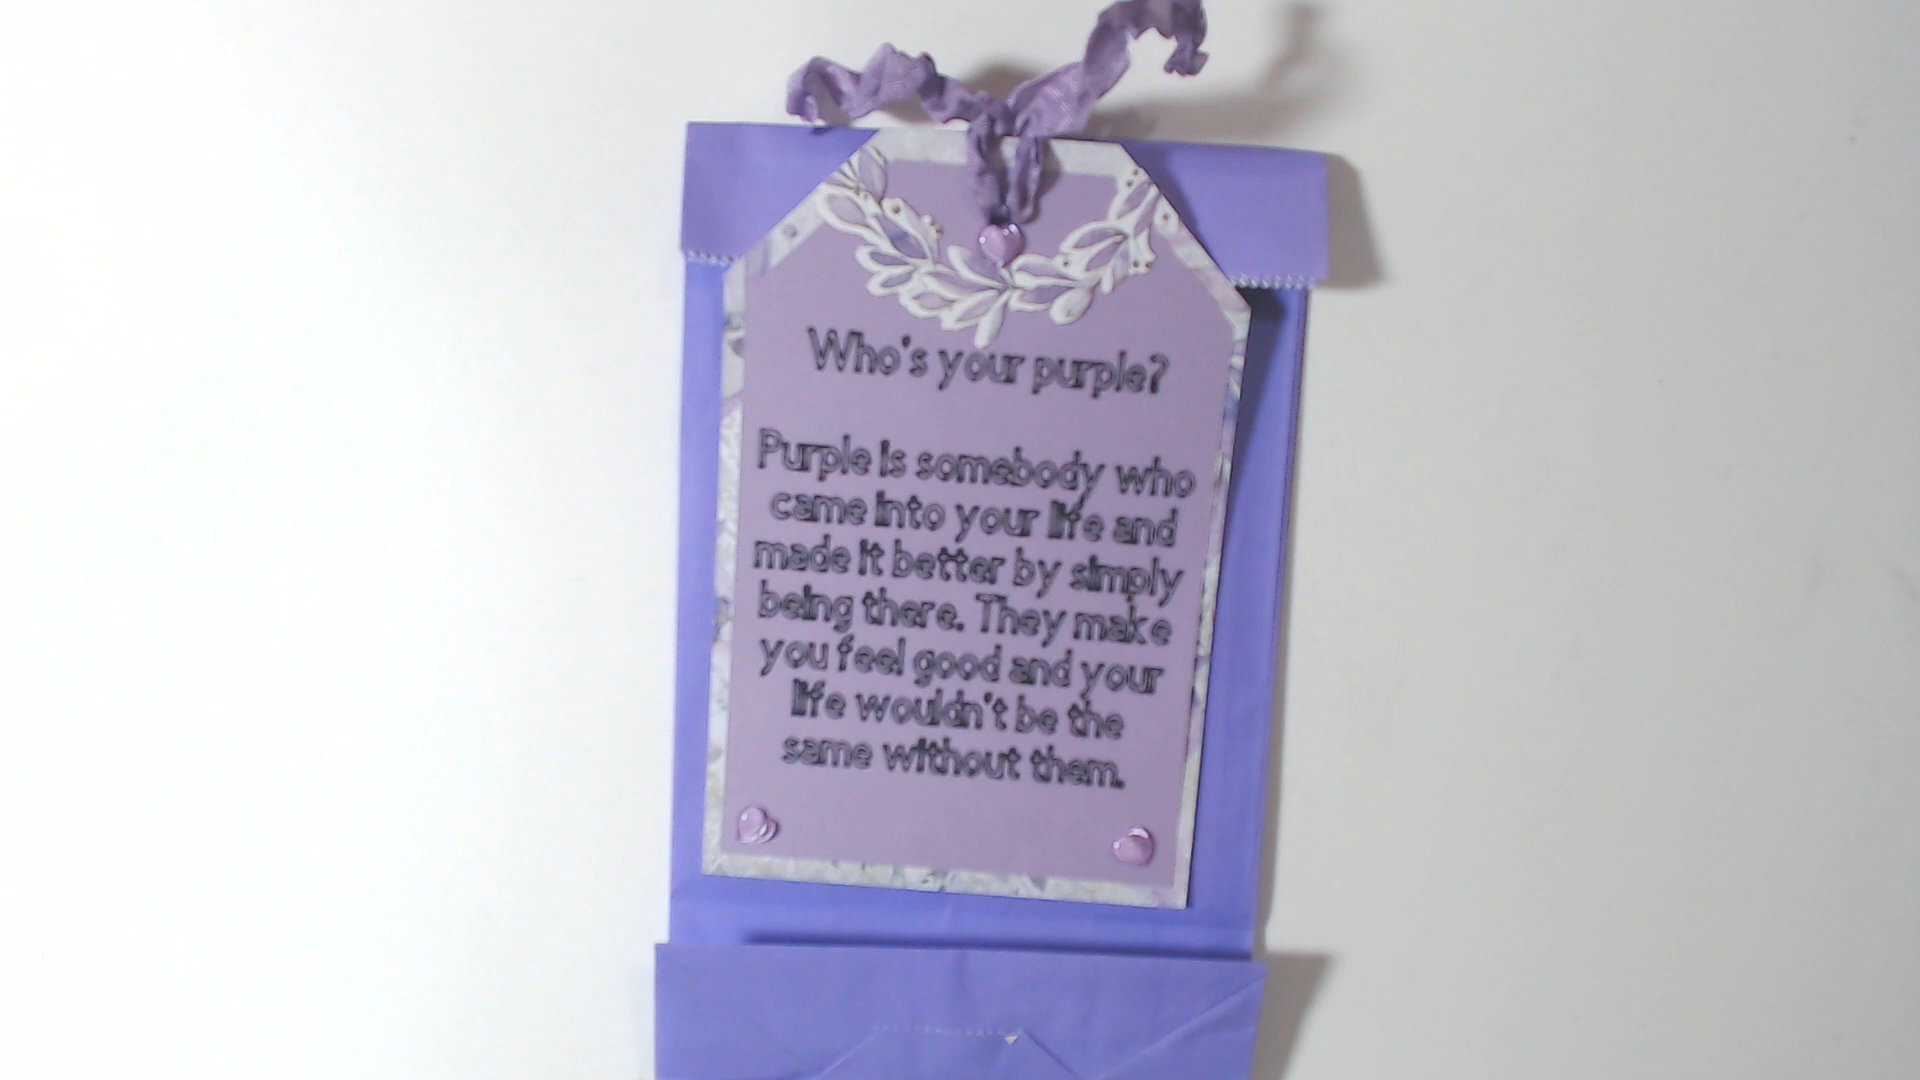 Who's your purple?
Purple is somebody who
came into your life and
made it better by simply
being there. They make
you feel good and your
life wouldn't be the
same without them.